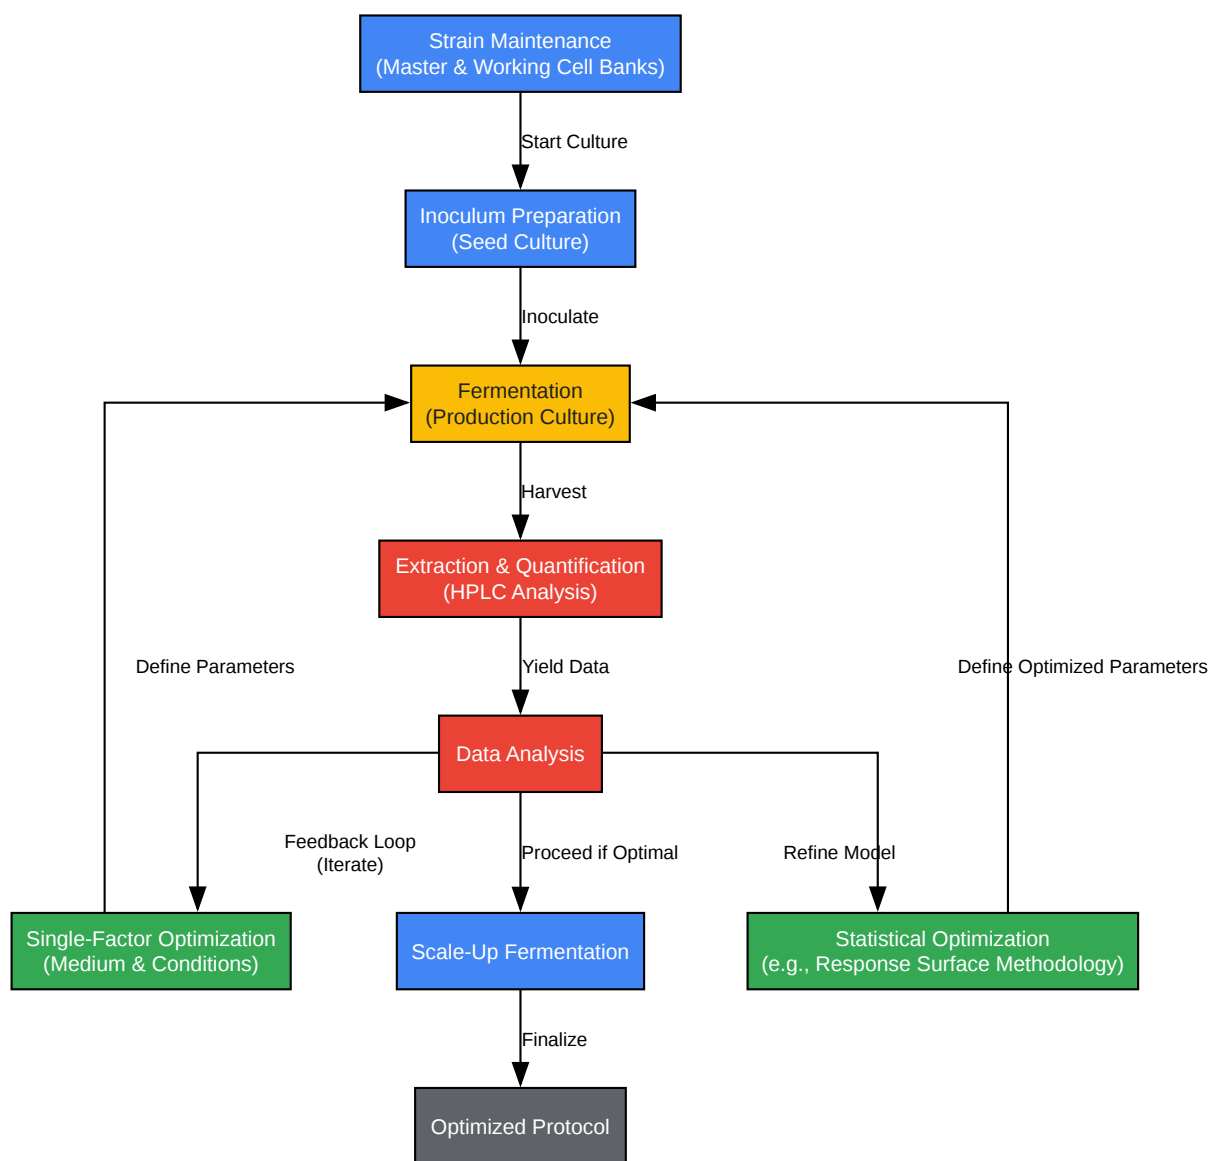 Strain Maintenance
(Master & Working Cell Banks)
Start Culture
Inoculum Preparation
(Seed Culture)
Inoculate
Fermentation
(Production Culture)
Harvest
Extraction & Quantification
(HPLC Analysis)
Define Parameters
Yield Data
Define Optimized Parameters
Data Analysis
Feedback Loop
(Iterate)
Proceed if Optimal
Refine Model
Single-Factor Optimization
(Medium & Conditions)
Scale-Up Fermentation
Statistical Optimization
(e.g., Response Surface Methodology)
Finalize
Optimized Protocol